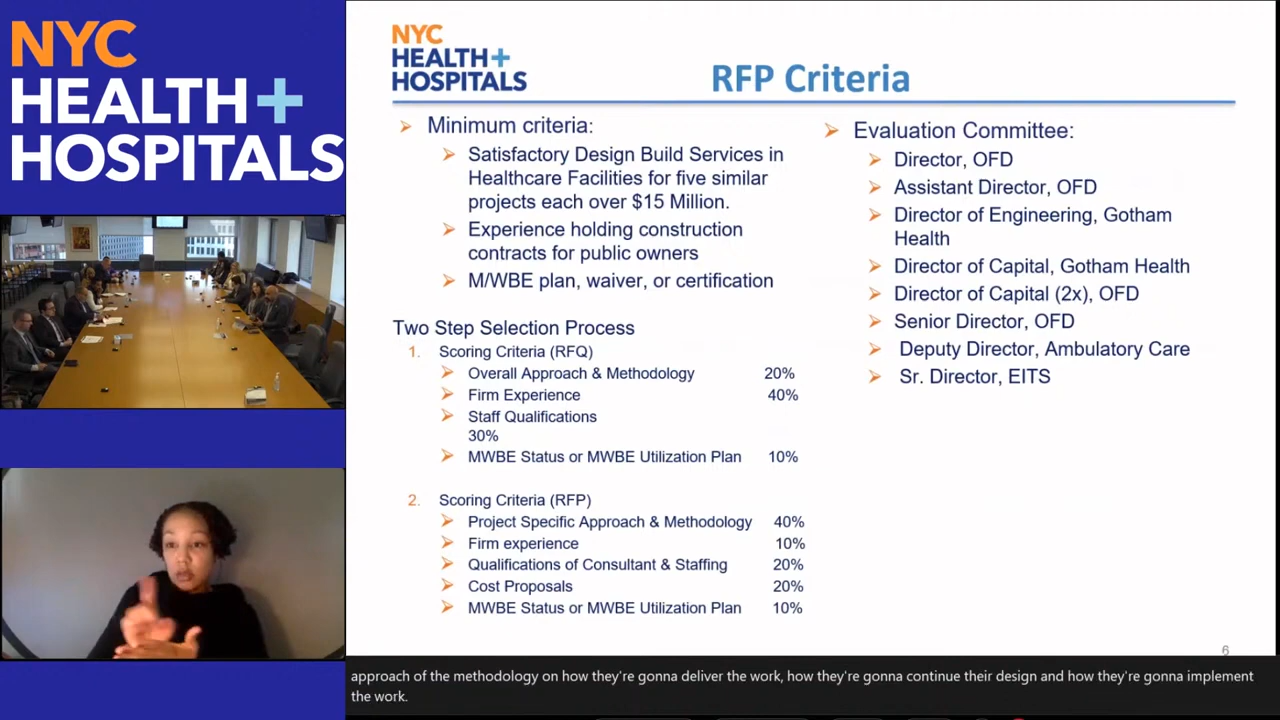 NYC
HEALTH+
HOSPITALS
NYC
HEALTH+
HOSPITALS
RFP Criteria
Minimum criteria:
Satisfactory Design Build Services in
Healthcare Facilities for five similar
projects each over $15 Million.
Experience holding construction
contracts for public owners
M/WBE plan, waiver, or certification
Two Step Selection Process
1. Scoring Criteria (RFQ)
Overall Approach & Methodology 20%
Firm Experience 40%
Staff Qualifications
30%
MWBE Status or MWBE Utilization Plan 10%
2. Scoring Criteria (RFP)
Project Specific Approach & Methodology 40%
Firm experience 10%
Qualifications of Consultant & Staffing 20%
Cost Proposals 20%
MWBE Status or MWBE Utilization Plan 10%
Evaluation Committee:
Director, OFD
Assistant Director, OFD
Director of Engineering, Gotham
Health
Director of Capital, Gotham Health
Director of Capital (2x), OFD
Senior Director, OFD
Deputy Director, Ambulatory Care
Sr. Director, EITS
6
approach of the methodology on how they're gonna deliver the work, how they're gonna continue their design and how they're gonna implement
the work.